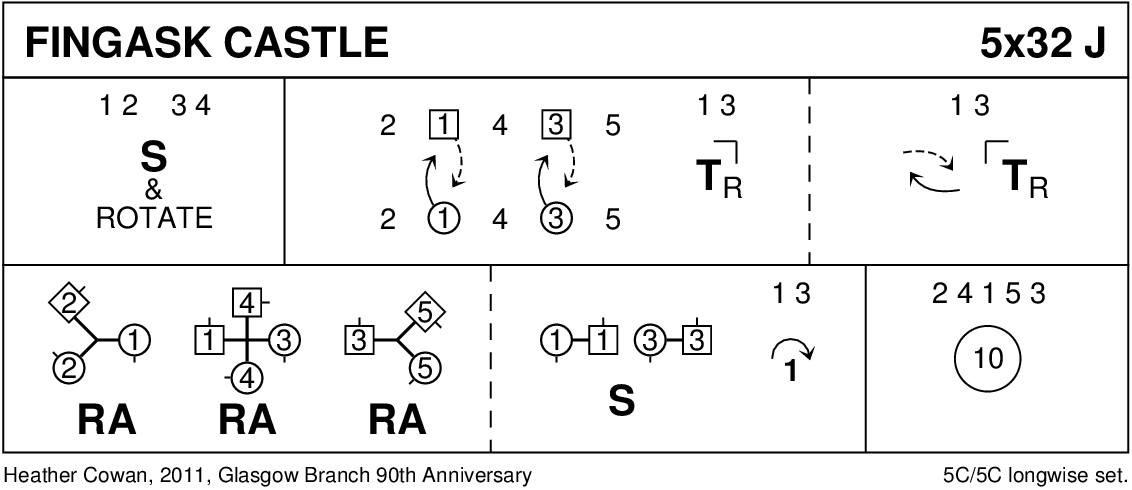 FINGASK CASTLE 5x32 J
1 2 3 4
S
&
ROTATE
2 1 4 3 5
2 1 4 3 5
1 3
TR
1 3
TR
2 2 1
RA
4 1 3 4
RA
3 5 5
RA
1 1 3 3
S
1 3
1
2 4 1 5 3
10
Heather Cowan, 2011, Glasgow Branch 90th Anniversary 5C/5C longwise set.